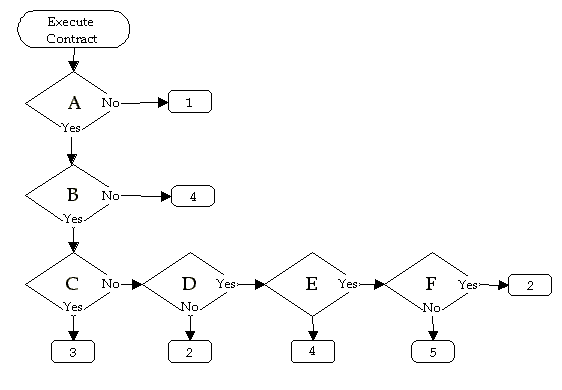 Execute
Contract
A
No
1
Yes
B
No
4
Yes
C
No
D
Yes
E
Yes
F
Yes
2
Yes
No
No
3
2
4
5